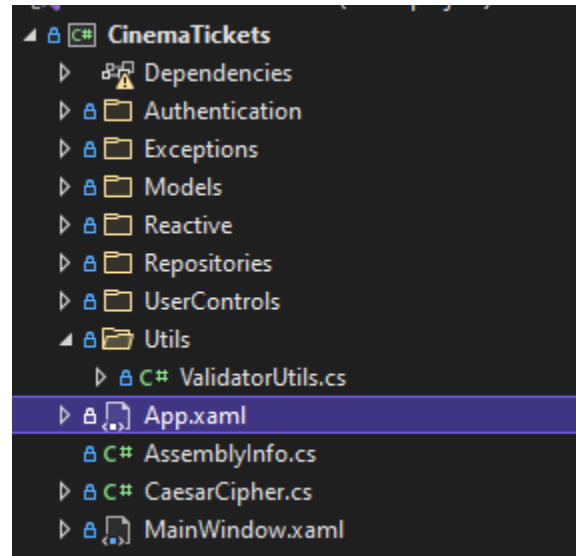 C# CinemaTickets
Dependencies
Authentication
Exceptions
Models
Reactive
Repositories
UserControls
Utils
C# ValidatorUtils.cs
App.xaml
C# AssemblyInfo.cs
C# CaesarCipher.cs
MainWindow.xaml